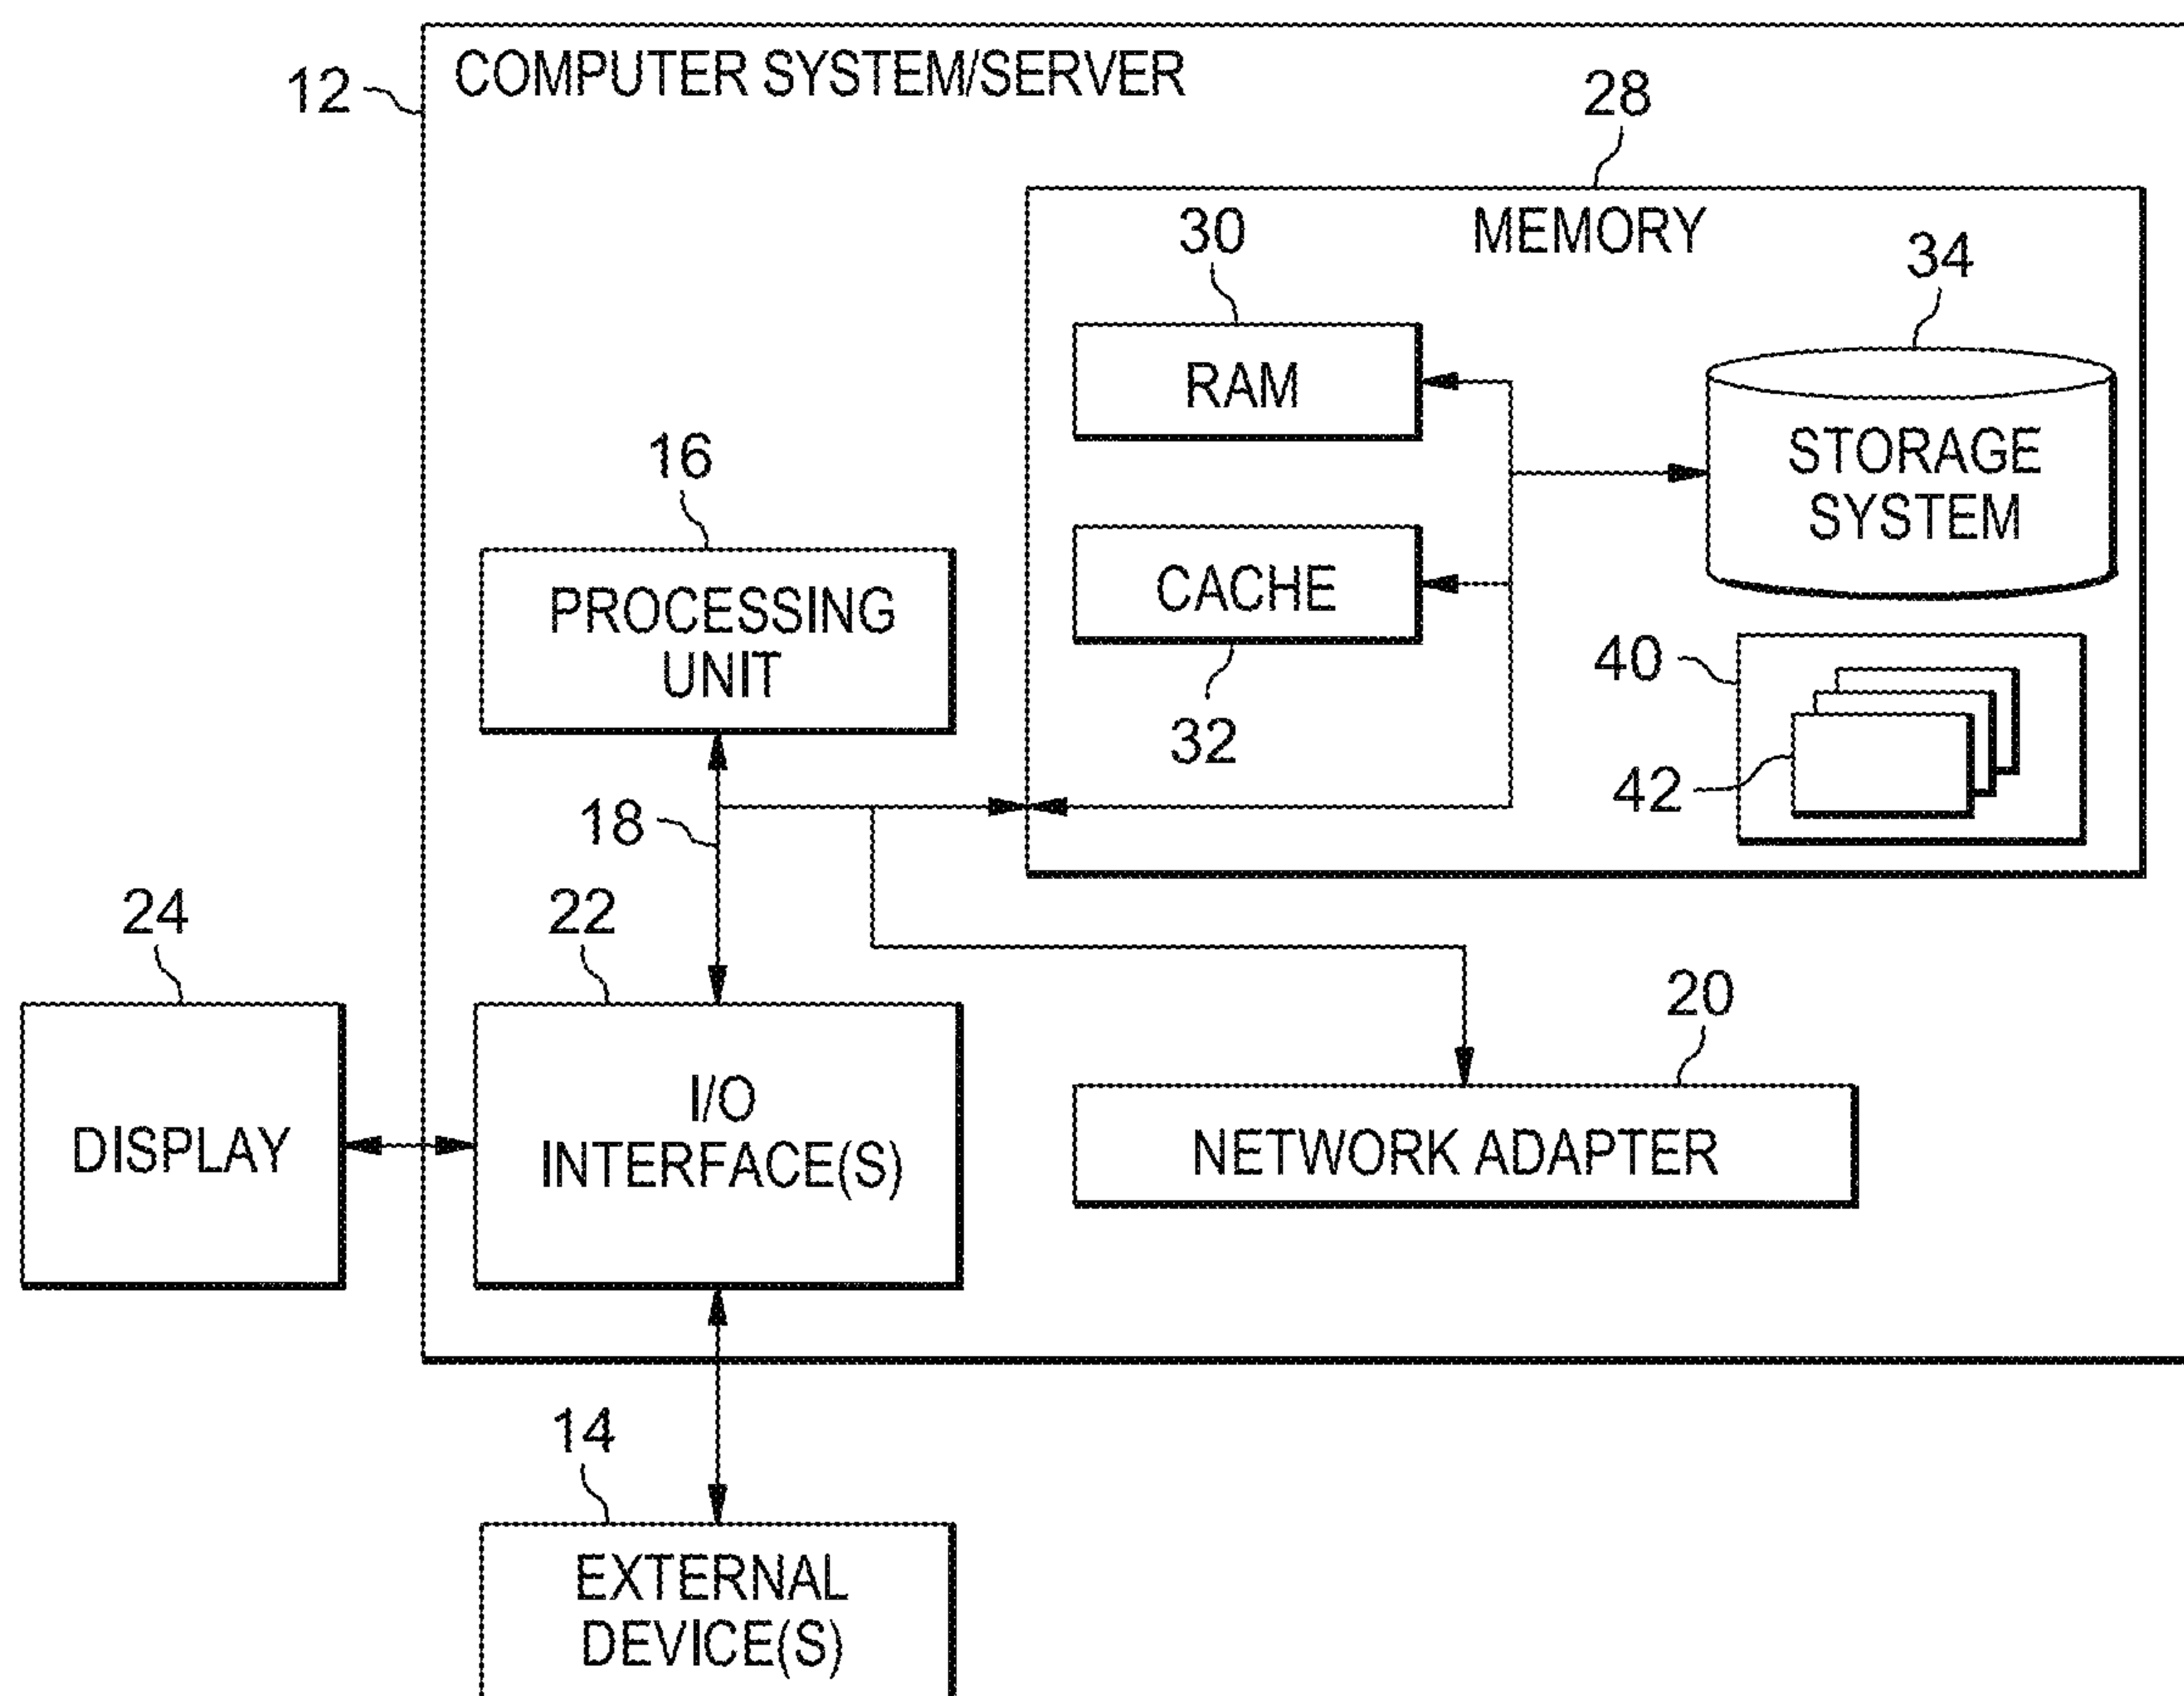 12
COMPUTER SYSTEM/SERVER
28
MEMORY
30
34
RAM
STORAGE
SYSTEM
16
PROCESSING
UNIT
CACHE
32
40
42
18
24
22
20
DISPLAY
I/O
INTERFACE(S)
NETWORK ADAPTER
14
EXTERNAL
DEVICE(S)